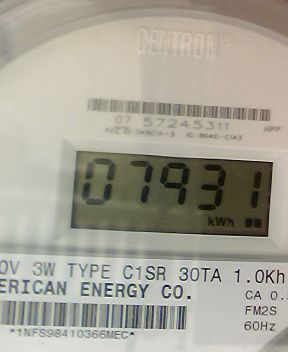 CENTRON®
07 57245311
HPP
07931
kWh
0V 3W TYPE C1SR 30TA 1.0Kh
ERICAN ENERGY CO.
CA 0.
FM2S
*1NFS98410366MEC*
60Hz